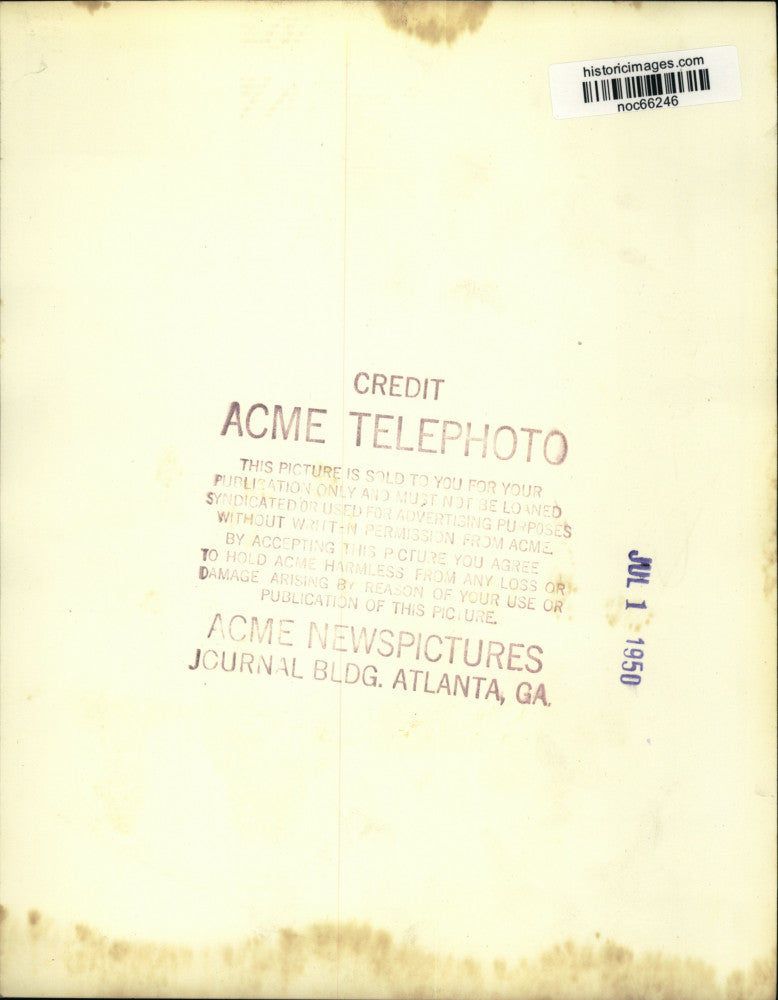 historicimages.com
noc66246
CREDIT
ACME TELEPHOTO
THIS PICTURE IS SOLD TO YOU FOR YOUR
PUBLICATION ONLY AND MUST NOT BE LOANED
SYNDICATED OR USED FOR ADVERTISING PURPOSES
WITHOUT WRITTEN PERMISSION FROM ACME.
BY ACCEPTING THIS PICTURE YOU AGREE
TO HOLD ACME HARMLESS FROM ANY LOSS OR
DAMAGE ARISING BY REASON OF YOUR USE OR
PUBLICATION OF THIS PICTURE.
ACME NEWSPICTURES
JOURNAL BLDG. ATLANTA, GA.
JUL 1 1950